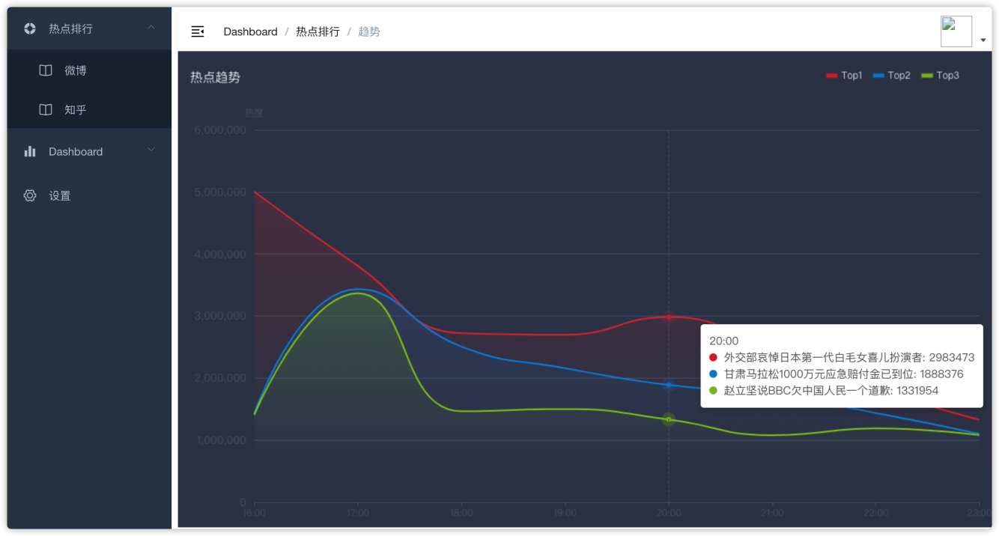 热点排行
微博
知乎
Dashboard
设置
Dashboard / 热点排行 / 趋势
热点趋势
Top1 Top2 Top3
热度
6,000,000
5,000,000
4,000,000
3,000,000
2,000,000
1,000,000
0
16:00 17:00 18:00 19:00 20:00 21:00 22:00 23:00
20:00
外交部哀悼日本第一代白毛女喜儿扮演者: 2983473
甘肃马拉松1000万元应急赔付金已到位: 1888376
赵立坚说BBC欠中国人民一个道歉: 1331954